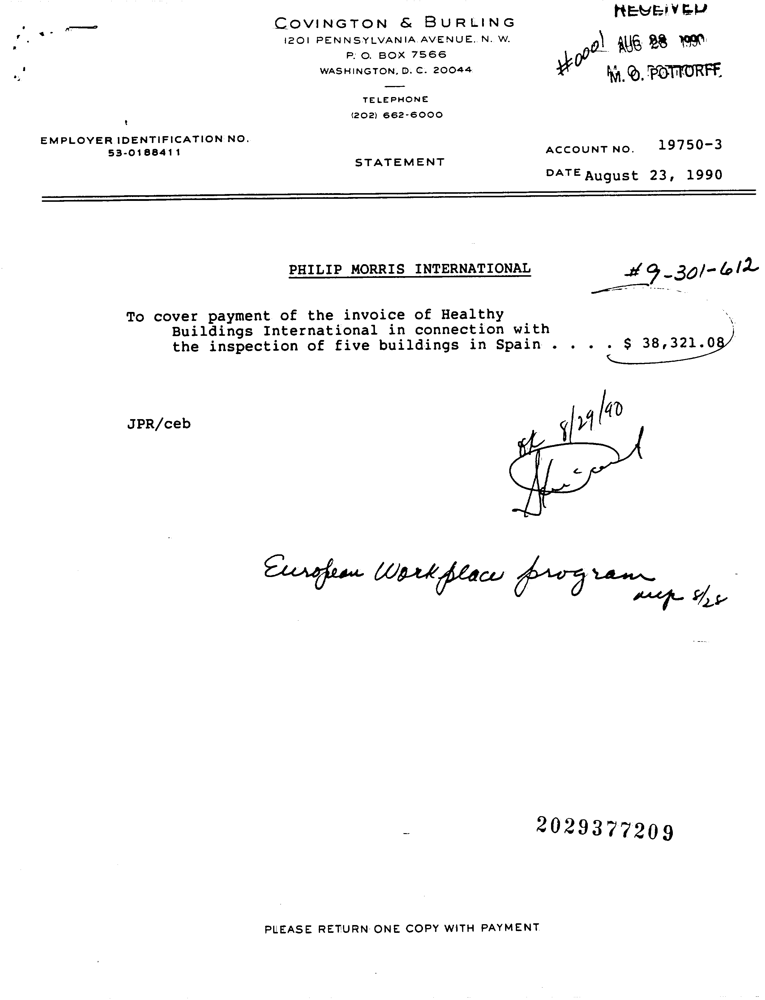 COVINGTON & BURLING
1201 PENNSYLVANIA AVENUE, N. W.
P. O. BOX 7566
WASHINGTON, D. C. 20044
TELEPHONE
(202) 662-6000
RECEIVED
#0001 AUG 28 1990
M. O. POTTORFF
EMPLOYER IDENTIFICATION NO.
53-0188411
STATEMENT
ACCOUNT NO. 19750-3
DATE August 23, 1990
PHILIP MORRIS INTERNATIONAL
#9-301-612
To cover payment of the invoice of Healthy
Buildings International in connection with
the inspection of five buildings in Spain . . . . $ 38,321.08
JPR/ceb
8/29/90
European Workplace program
8/28
2029377209
PLEASE RETURN ONE COPY WITH PAYMENT